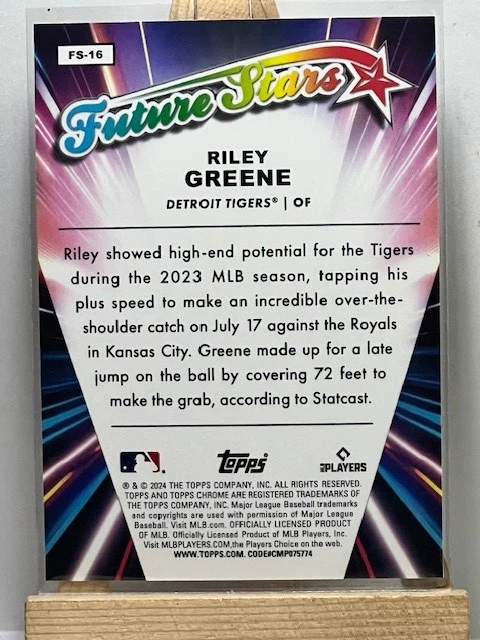 FS-16
Future Stars
RILEY
GREENE
DETROIT TIGERS® | OF
Riley showed high-end potential for the Tigers
during the 2023 MLB season, tapping his
plus speed to make an incredible over-the-
shoulder catch on July 17 against the Royals
in Kansas City. Greene made up for a late
jump on the ball by covering 72 feet to
make the grab, according to Statcast.
topps
MLB PLAYERS
® & © 2024 THE TOPPS COMPANY, INC. ALL RIGHTS RESERVED.
TOPPS AND TOPPS CHROME ARE REGISTERED TRADEMARKS OF
THE TOPPS COMPANY, INC. Major League Baseball trademarks
and copyrights are used with permission of Major League
Baseball. Visit MLB.com. OFFICIALLY LICENSED PRODUCT
OF MLB. Officially Licensed Product of MLB Players, Inc.
Visit MLBPLAYERS.COM,the Players Choice on the web.
WWW.TOPPS.COM. CODE#CMP075774